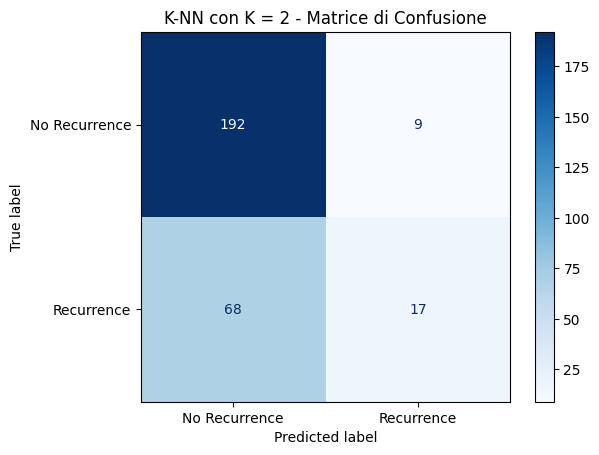 K-NN con K = 2 - Matrice di Confusione
No Recurrence
192
9
Recurrence
68
17
True label
No Recurrence
Recurrence
Predicted label
175
150
125
100
75
50
25